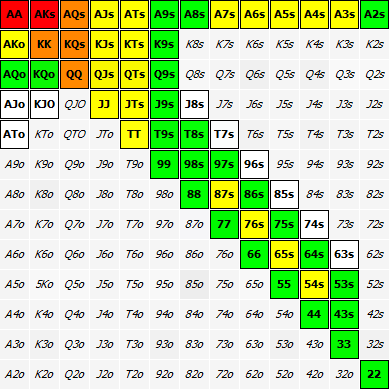 AA AKs AQs AJs ATs A9s A8s A7s A6s A5s A4s A3s A2s
AKo KK KQs KJs KTs K9s K8s K7s K6s K5s K4s K3s K2s
AQo KQo QQ QJs QTs Q9s Q8s Q7s Q6s Q5s Q4s Q3s Q2s
AJo KJO QJO JJ JTs J9s J8s J7s J6s J5s J4s J3s J2s
ATo KTo QTO JTo TT T9s T8s T7s T6s T5s T4s T3s T2s
A9o K9o Q9o J9o T9o 99 98s 97s 96s 95s 94s 93s 92s
A8o K8o Q8o J8o T8o 98o 88 87s 86s 85s 84s 83s 82s
A7o K7o Q7o J7o T7o 97o 87o 77 76s 75s 74s 73s 72s
A6o K6o Q6o J6o T6o 96o 86o 76o 66 65s 64s 63s 62s
A5o 5Ko Q5o J5o T5o 95o 85o 75o 65o 55 54s 53s 52s
A4o K4o Q4o J4o T4o 94o 84o 74o 64o 54o 44 43s 42s
A3o K3o Q3o J3o T3o 93o 83o 73o 63o 53o 43o 33 32s
A2o K2o Q2o J2o T2o 92o 82o 72o 62o 52o 42o 32o 22